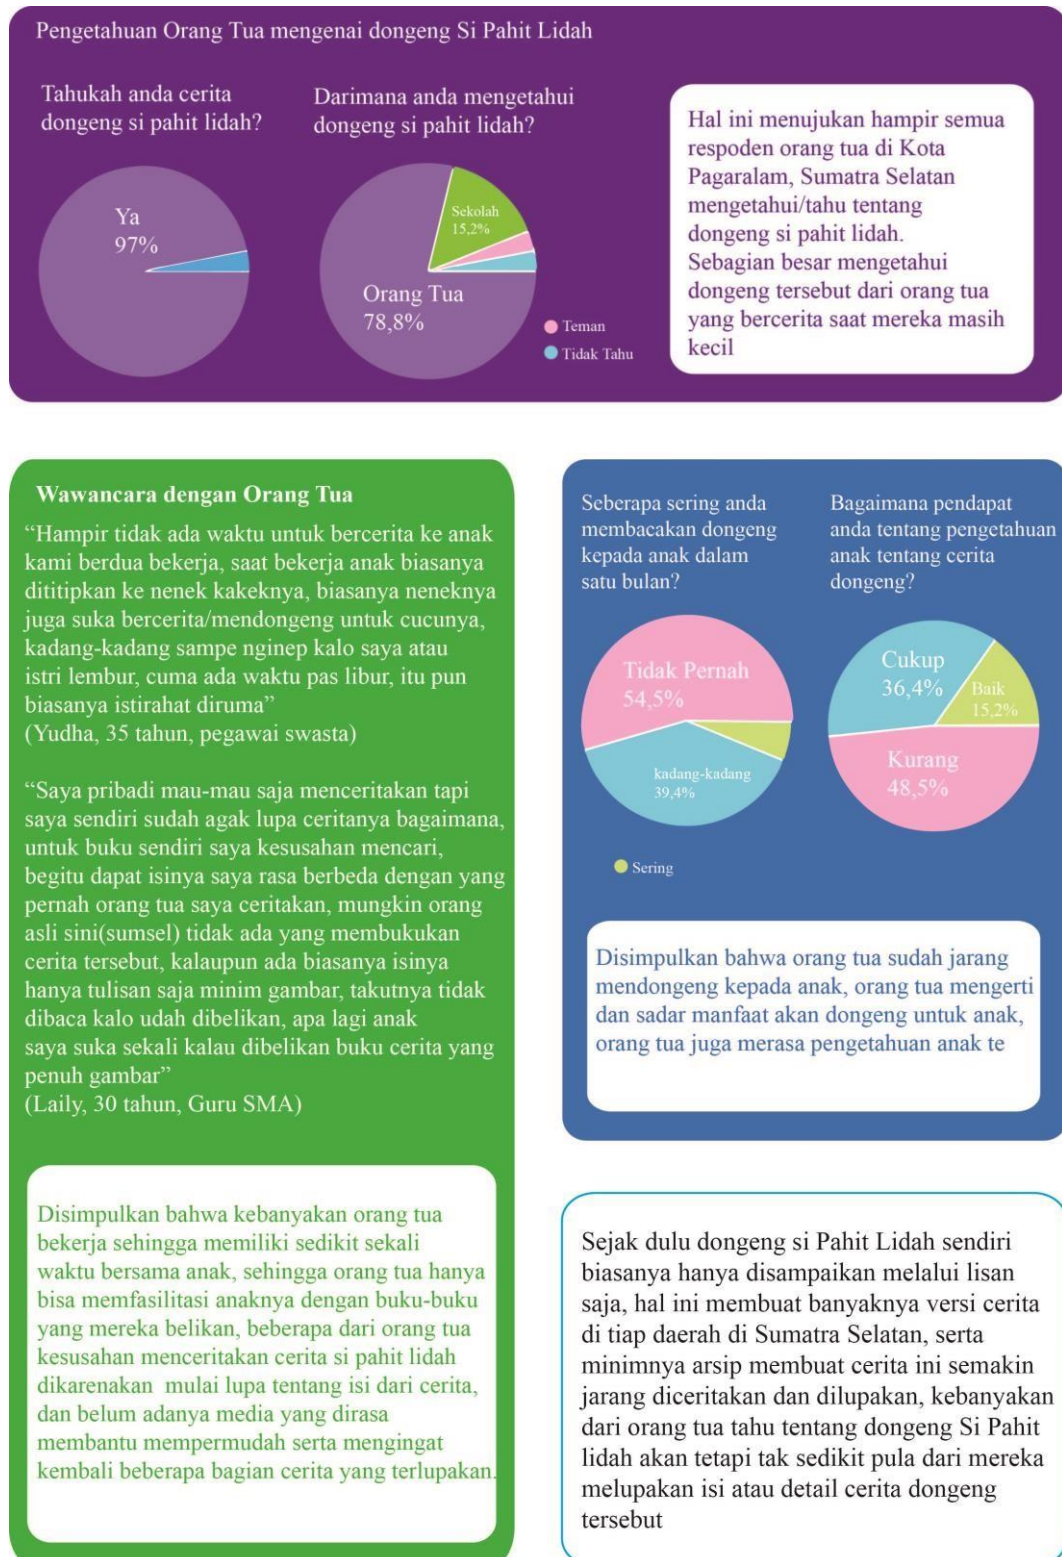 Pengetahuan Orang Tua mengenai dongeng Si Pahit Lidah
Tahukah anda cerita
dongeng si pahit lidah?
Ya
97%
Darimana anda mengetahui
dongeng si pahit lidah?
Sekolah
15,2%
Orang Tua
78,8%
Teman
Tidak Tahu
Hal ini menujukan hampir semua
respoden orang tua di Kota
Pagaralam, Sumatra Selatan
mengetahui/tahu tentang
dongeng si pahit lidah.
Sebagian besar mengetahui
dongeng tersebut dari orang tua
yang bercerita saat mereka masih
kecil
Wawancara dengan Orang Tua
“Hampir tidak ada waktu untuk bercerita ke anak
kami berdua bekerja, saat bekerja anak biasanya
dititipkan ke nenek kakeknya, biasanya neneknya
juga suka bercerita/mendongeng untuk cucunya,
kadang-kadang sampe nginep kalo saya atau
istri lembur, cuma ada waktu pas libur, itu pun
biasanya istirahat diruma”
(Yudha, 35 tahun, pegawai swasta)
“Saya pribadi mau-mau saja menceritakan tapi
saya sendiri sudah agak lupa ceritanya bagaimana,
untuk buku sendiri saya kesusahan mencari,
begitu dapat isinya saya rasa berbeda dengan yang
pernah orang tua saya ceritakan, mungkin orang
asli sini(sumsel) tidak ada yang membukukan
cerita tersebut, kalaupun ada biasanya isinya
hanya tulisan saja minim gambar, takutnya tidak
dibaca kalo udah dibelikan, apa lagi anak
saya suka sekali kalau dibelikan buku cerita yang
penuh gambar”
(Laily, 30 tahun, Guru SMA)
Disimpulkan bahwa kebanyakan orang tua
bekerja sehingga memiliki sedikit sekali
waktu bersama anak, sehingga orang tua hanya
bisa memfasilitasi anaknya dengan buku-buku
yang mereka belikan, beberapa dari orang tua
kesusahan menceritakan cerita si pahit lidah
dikarenakan mulai lupa tentang isi dari cerita,
dan belum adanya media yang dirasa
membantu mempermudah serta mengingat
kembali beberapa bagian cerita yang terlupakan.
Seberapa sering anda
membacakan dongeng
kepada anak dalam
satu bulan?
Tidak Pernah
54,5%
kadang-kadang
39,4%
Sering
Bagaimana pendapat
anda tentang pengetahuan
anak tentang cerita
dongeng?
Cukup
36,4%
Baik
15,2%
Kurang
48,5%
Disimpulkan bahwa orang tua sudah jarang
mendongeng kepada anak, orang tua mengerti
dan sadar manfaat akan dongeng untuk anak,
orang tua juga merasa pengetahuan anak te
Sejak dulu dongeng si Pahit Lidah sendiri
biasanya hanya disampaikan melalui lisan
saja, hal ini membuat banyaknya versi cerita
di tiap daerah di Sumatra Selatan, serta
minimnya arsip membuat cerita ini semakin
jarang diceritakan dan dilupakan, kebanyakan
dari orang tua tahu tentang dongeng Si Pahit
lidah akan tetapi tak sedikit pula dari mereka
melupakan isi atau detail cerita dongeng
tersebut